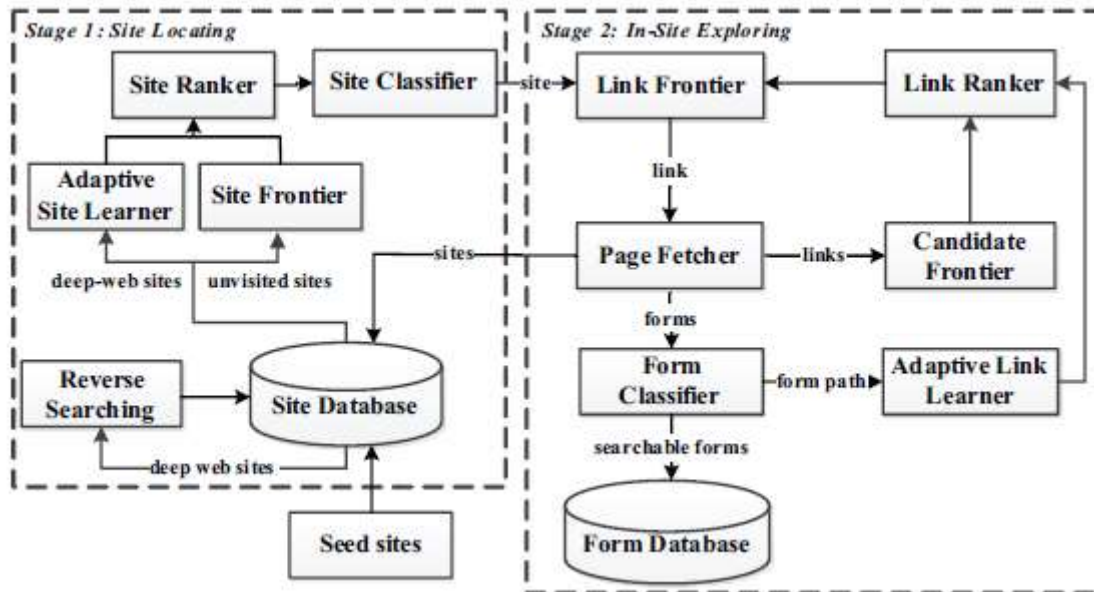 Stage 1: Site Locating
Site Ranker
Site Classifier
Adaptive
Site Learner
Site Frontier
deep-web sites
unvisited sites
Reverse
Searching
Site Database
deep web sites
Seed sites
site
sites
Stage 2: In-Site Exploring
Link Frontier
Link Ranker
link
Page Fetcher
links
Candidate
Frontier
forms
Form
Classifier
form path
Adaptive Link
Learner
searchable forms
Form Database